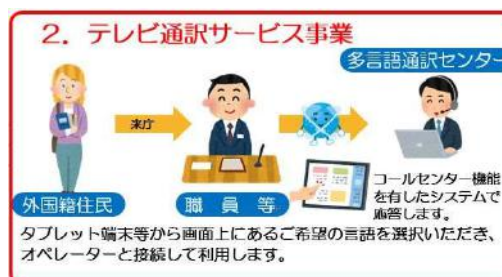 2．テレビ通訳サービス事業
多言語通訳センター
来庁
外国籍住民
職員等
コールセンター機能
を有したシステムで
応答します。
タブレット端末等から画面上にあるご希望の言語を選択いただき、
オペレーターと接続して利用します。